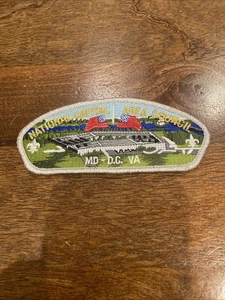 NATIONAL CAPITAL AREA COUNCIL
MD - D.C. VA